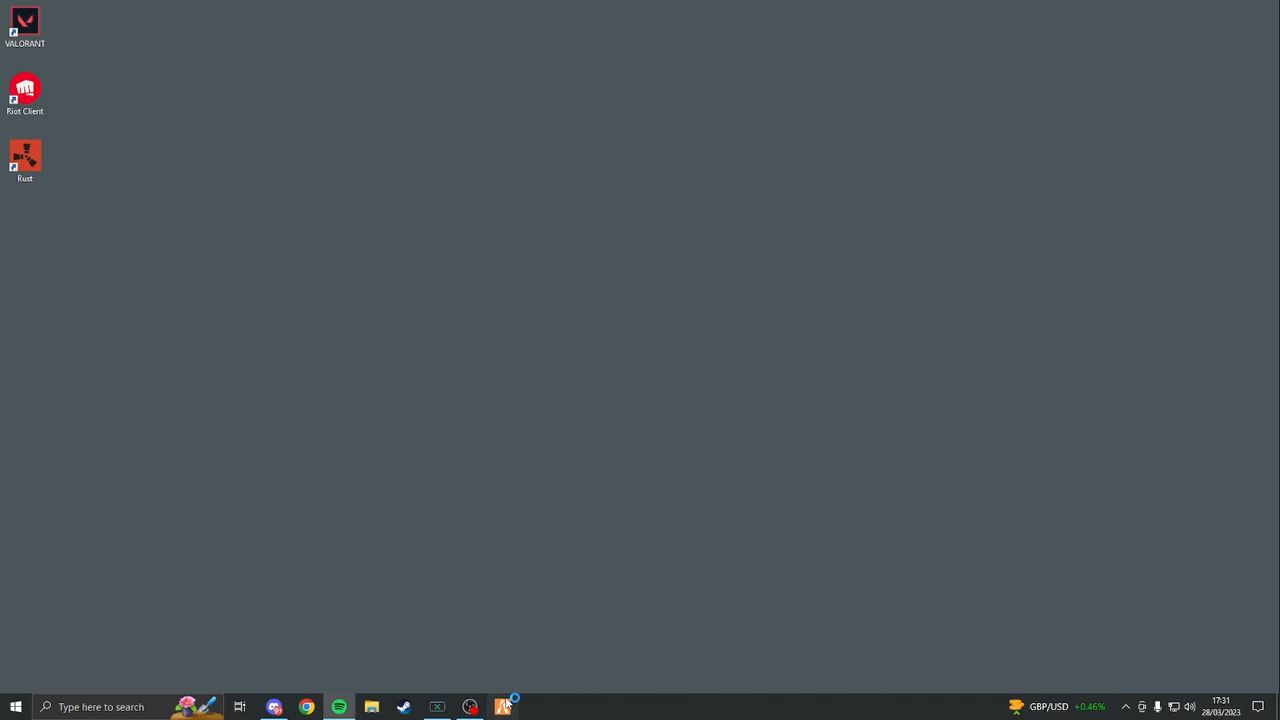 VALORANT
Riot Client
Rust
Type here to search
GBP/USD +0.46%
17:31
28/03/2023